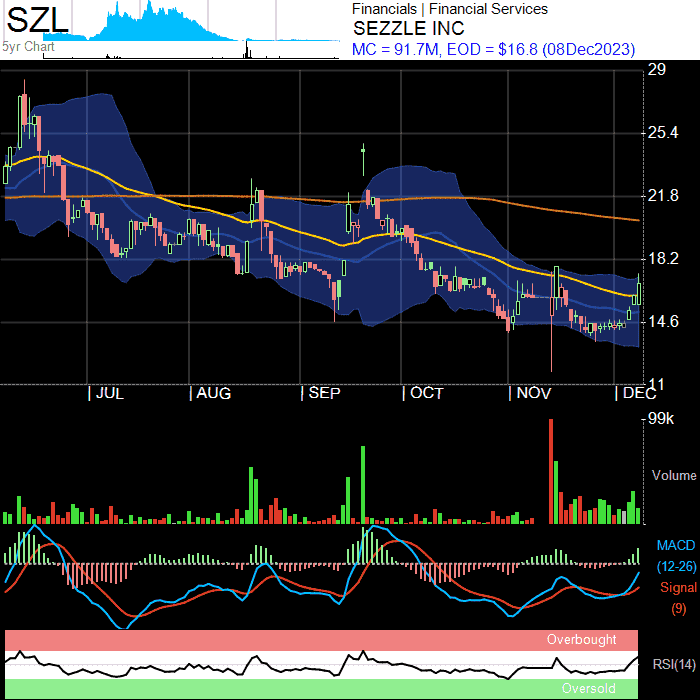 SZL
5yr Chart
Financials | Financial Services
SEZZLE INC
MC = 91.7M, EOD = $16.8 (08Dec2023)
29
25.4
21.8
18.2
14.6
11
JUL
AUG
SEP
OCT
NOV
DEC
99k
Volume
MACD
(12-26)
Signal
(9)
Overbought
RSI(14)
Oversold